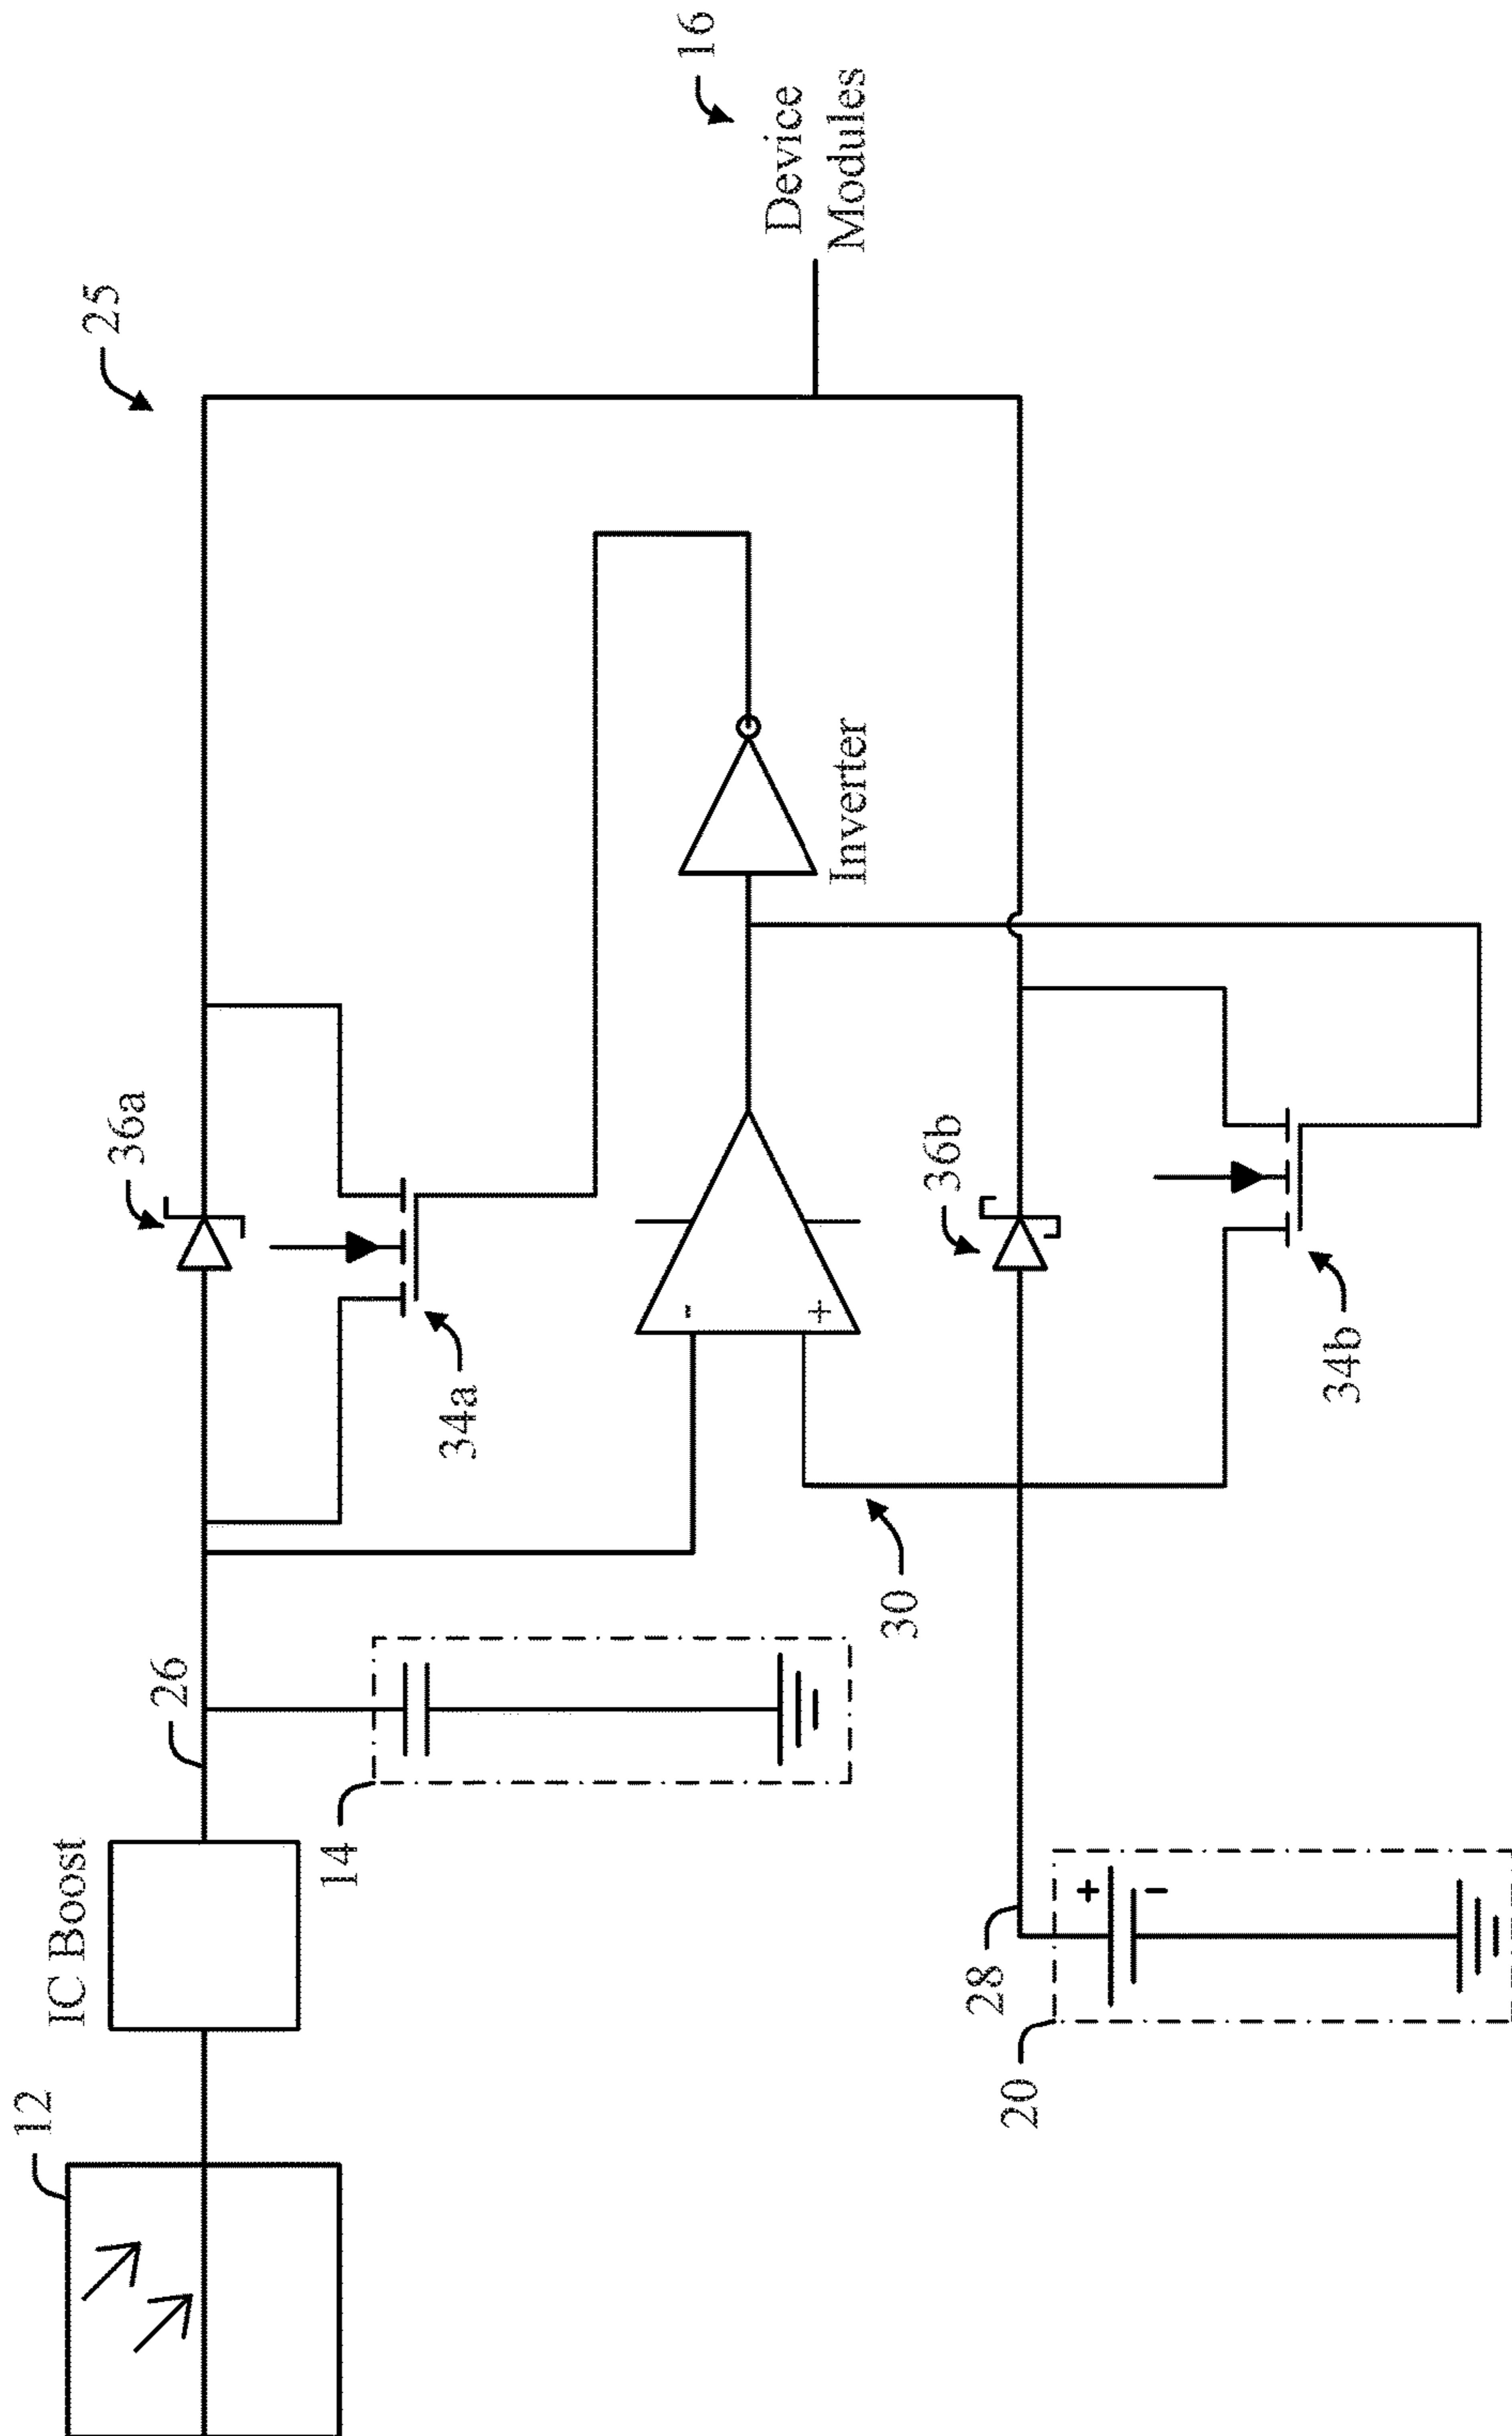 12
IC Boost
26
14
36a
34a
25
16
Device
Modules
-
+
Inverter
30
28
+
-
20
36b
34b